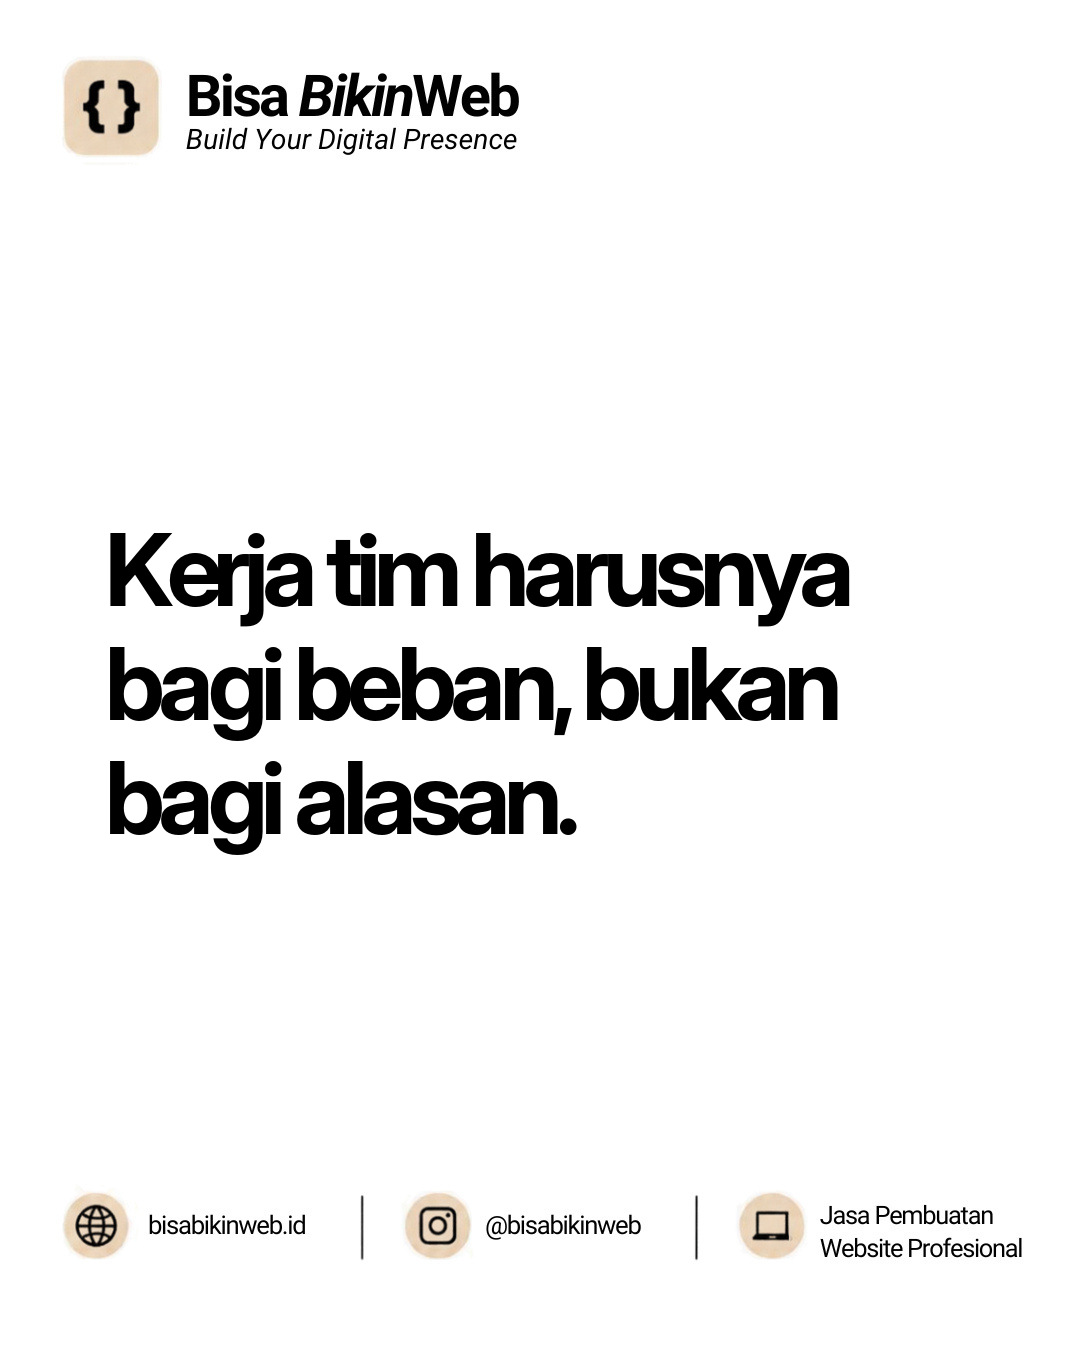 { }
Bisa BikinWeb
Build Your Digital Presence
Kerja tim harusnya
bagi beban, bukan
bagi alasan.
bisabikinweb.id
@bisabikinweb
Jasa Pembuatan
Website Profesional